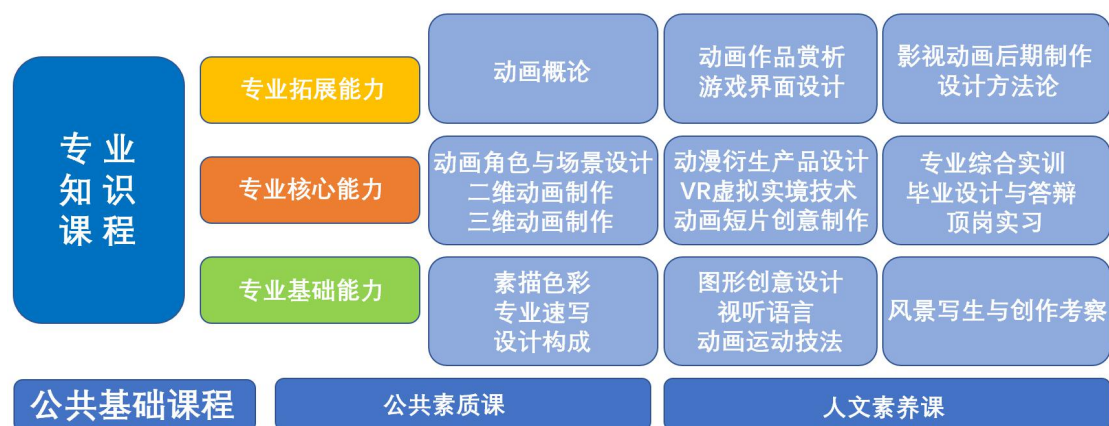 专业
知识
课程
专业拓展能力
动画概论
动画作品赏析
游戏界面设计
影视动画后期制作
设计方法论
专业核心能力
动画角色与场景设计
二维动画制作
三维动画制作
动漫衍生产品设计
VR虚拟实境技术
动画短片创意制作
专业综合实训
毕业设计与答辩
顶岗实习
专业基础能力
素描色彩
专业速写
设计构成
图形创意设计
视听语言
动画运动技法
风景写生与创作考察
公共基础课程
公共素质课
人文素养课